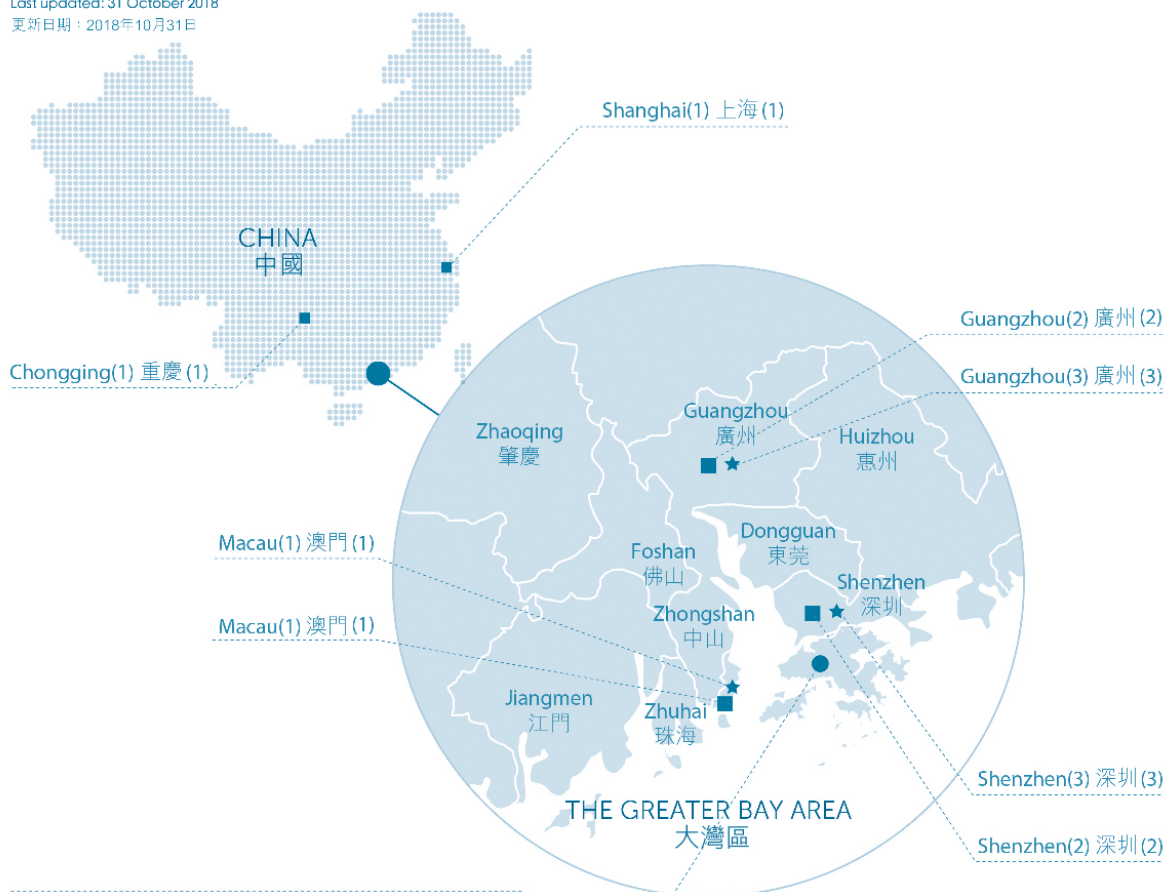 Last updated: 31 October 2018
更新日期：2018年10月31日
Shanghai(1) 上海(1)
CHINA
中國
Chongging(1) 重慶(1)
Guangzhou(2) 廣州(2)
Guangzhou(3) 廣州(3)
Guangzhou
廣州
Zhaoqing
肇慶
Huizhou
惠州
Macau(1) 澳門(1)
Dongguan
東莞
Foshan
佛山
Shenzhen
深圳
Zhongshan
中山
Macau(1) 澳門(1)
Jiangmen
江門
Zhuhai
珠海
Shenzhen(3) 深圳(3)
THE GREATER BAY AREA
大灣區
Shenzhen(2) 深圳(2)